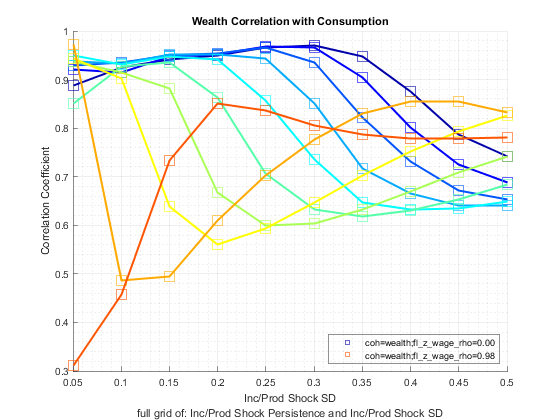 Wealth Correlation with Consumption
Correlation Coefficient
1
0.9
0.8
0.7
0.6
0.5
0.4
0.3
0.05 0.1 0.15 0.2 0.25 0.3 0.35 0.4 0.45 0.5
coh=wealth;fl_z_wage_rho=0.00
coh=wealth;fl_z_wage_rho=0.98
Inc/Prod Shock SD
full grid of: Inc/Prod Shock Persistence and Inc/Prod Shock SD